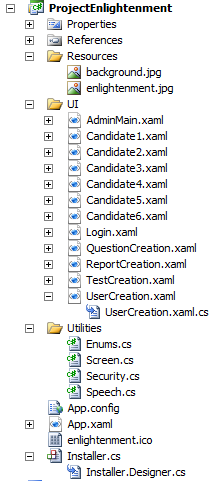 ProjectEnlightenment
Properties
References
Resources
background.jpg
enlightenment.jpg
UI
AdminMain.xaml
Candidate1.xaml
Candidate2.xaml
Candidate3.xaml
Candidate4.xaml
Candidate5.xaml
Candidate6.xaml
Login.xaml
QuestionCreation.xaml
ReportCreation.xaml
TestCreation.xaml
UserCreation.xaml
UserCreation.xaml.cs
Utilities
Enums.cs
Screen.cs
Security.cs
Speech.cs
App.config
App.xaml
enlightenment.ico
Installer.cs
Installer.Designer.cs